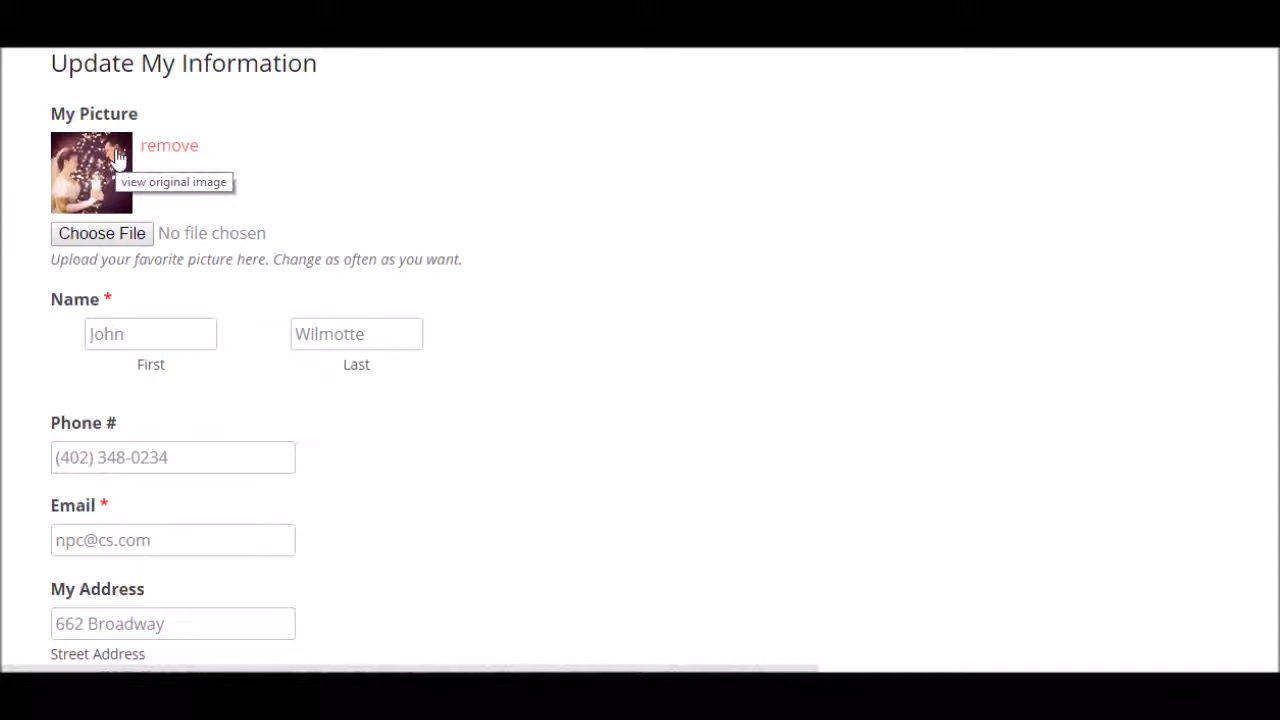 Update My Information
My Picture
remove
view original image
Choose File No file chosen
Upload your favorite picture here. Change as often as you want.
Name *
John Wilmotte
First Last
Phone #
(402) 348-0234
Email *
npc@cs.com
My Address
662 Broadway
Street Address